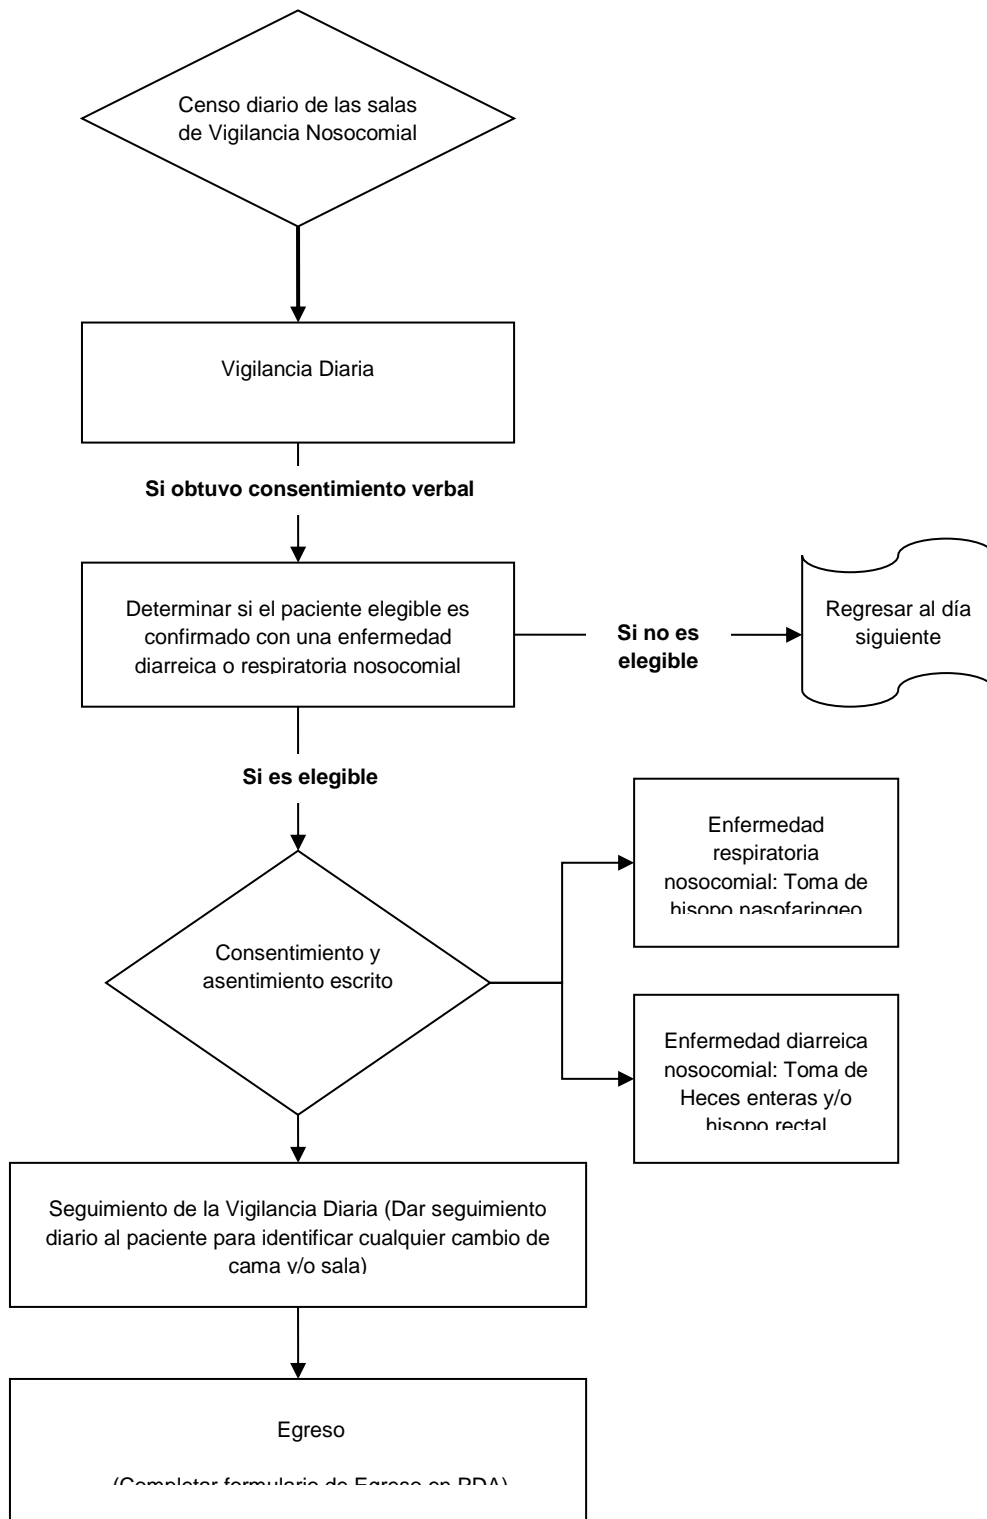 Censo diario de las salas
de Vigilancia Nosocomial
Vigilancia Diaria
Si obtuvo consentimiento verbal
Determinar si el paciente elegible es
confirmado con una enfermedad
diarreica o respiratoria nosocomial
Si no es
elegible
Regresar al día
siguiente
Si es elegible
Enfermedad
respiratoria
nosocomial: Toma de
hisopo nasofaringeo
Consentimiento y
asentimiento escrito
Enfermedad diarreica
nosocomial: Toma de
Heces enteras y/o
hisopo rectal
Seguimiento de la Vigilancia Diaria (Dar seguimiento
diario al paciente para identificar cualquier cambio de
cama y/o sala)
Egreso
(Completar formulario de Egreso en PDA)